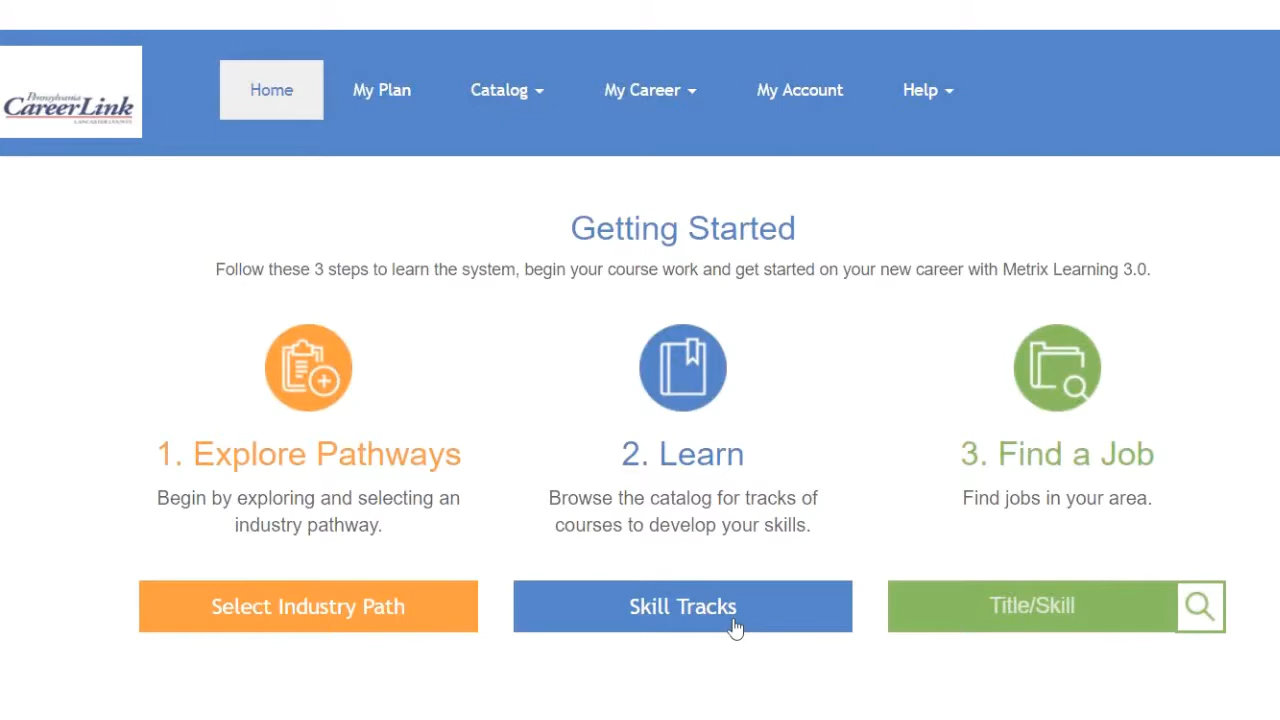 Pennsylvania
CareerLink
Home
My Plan
Catalog
My Career
My Account
Help
Getting Started
Follow these 3 steps to learn the system, begin your course work and get started on your new career with Metrix Learning 3.0.
1. Explore Pathways
Begin by exploring and selecting an
industry pathway.
Select Industry Path
2. Learn
Browse the catalog for tracks of
courses to develop your skills.
Skill Tracks
3. Find a Job
Find jobs in your area.
Title/Skill